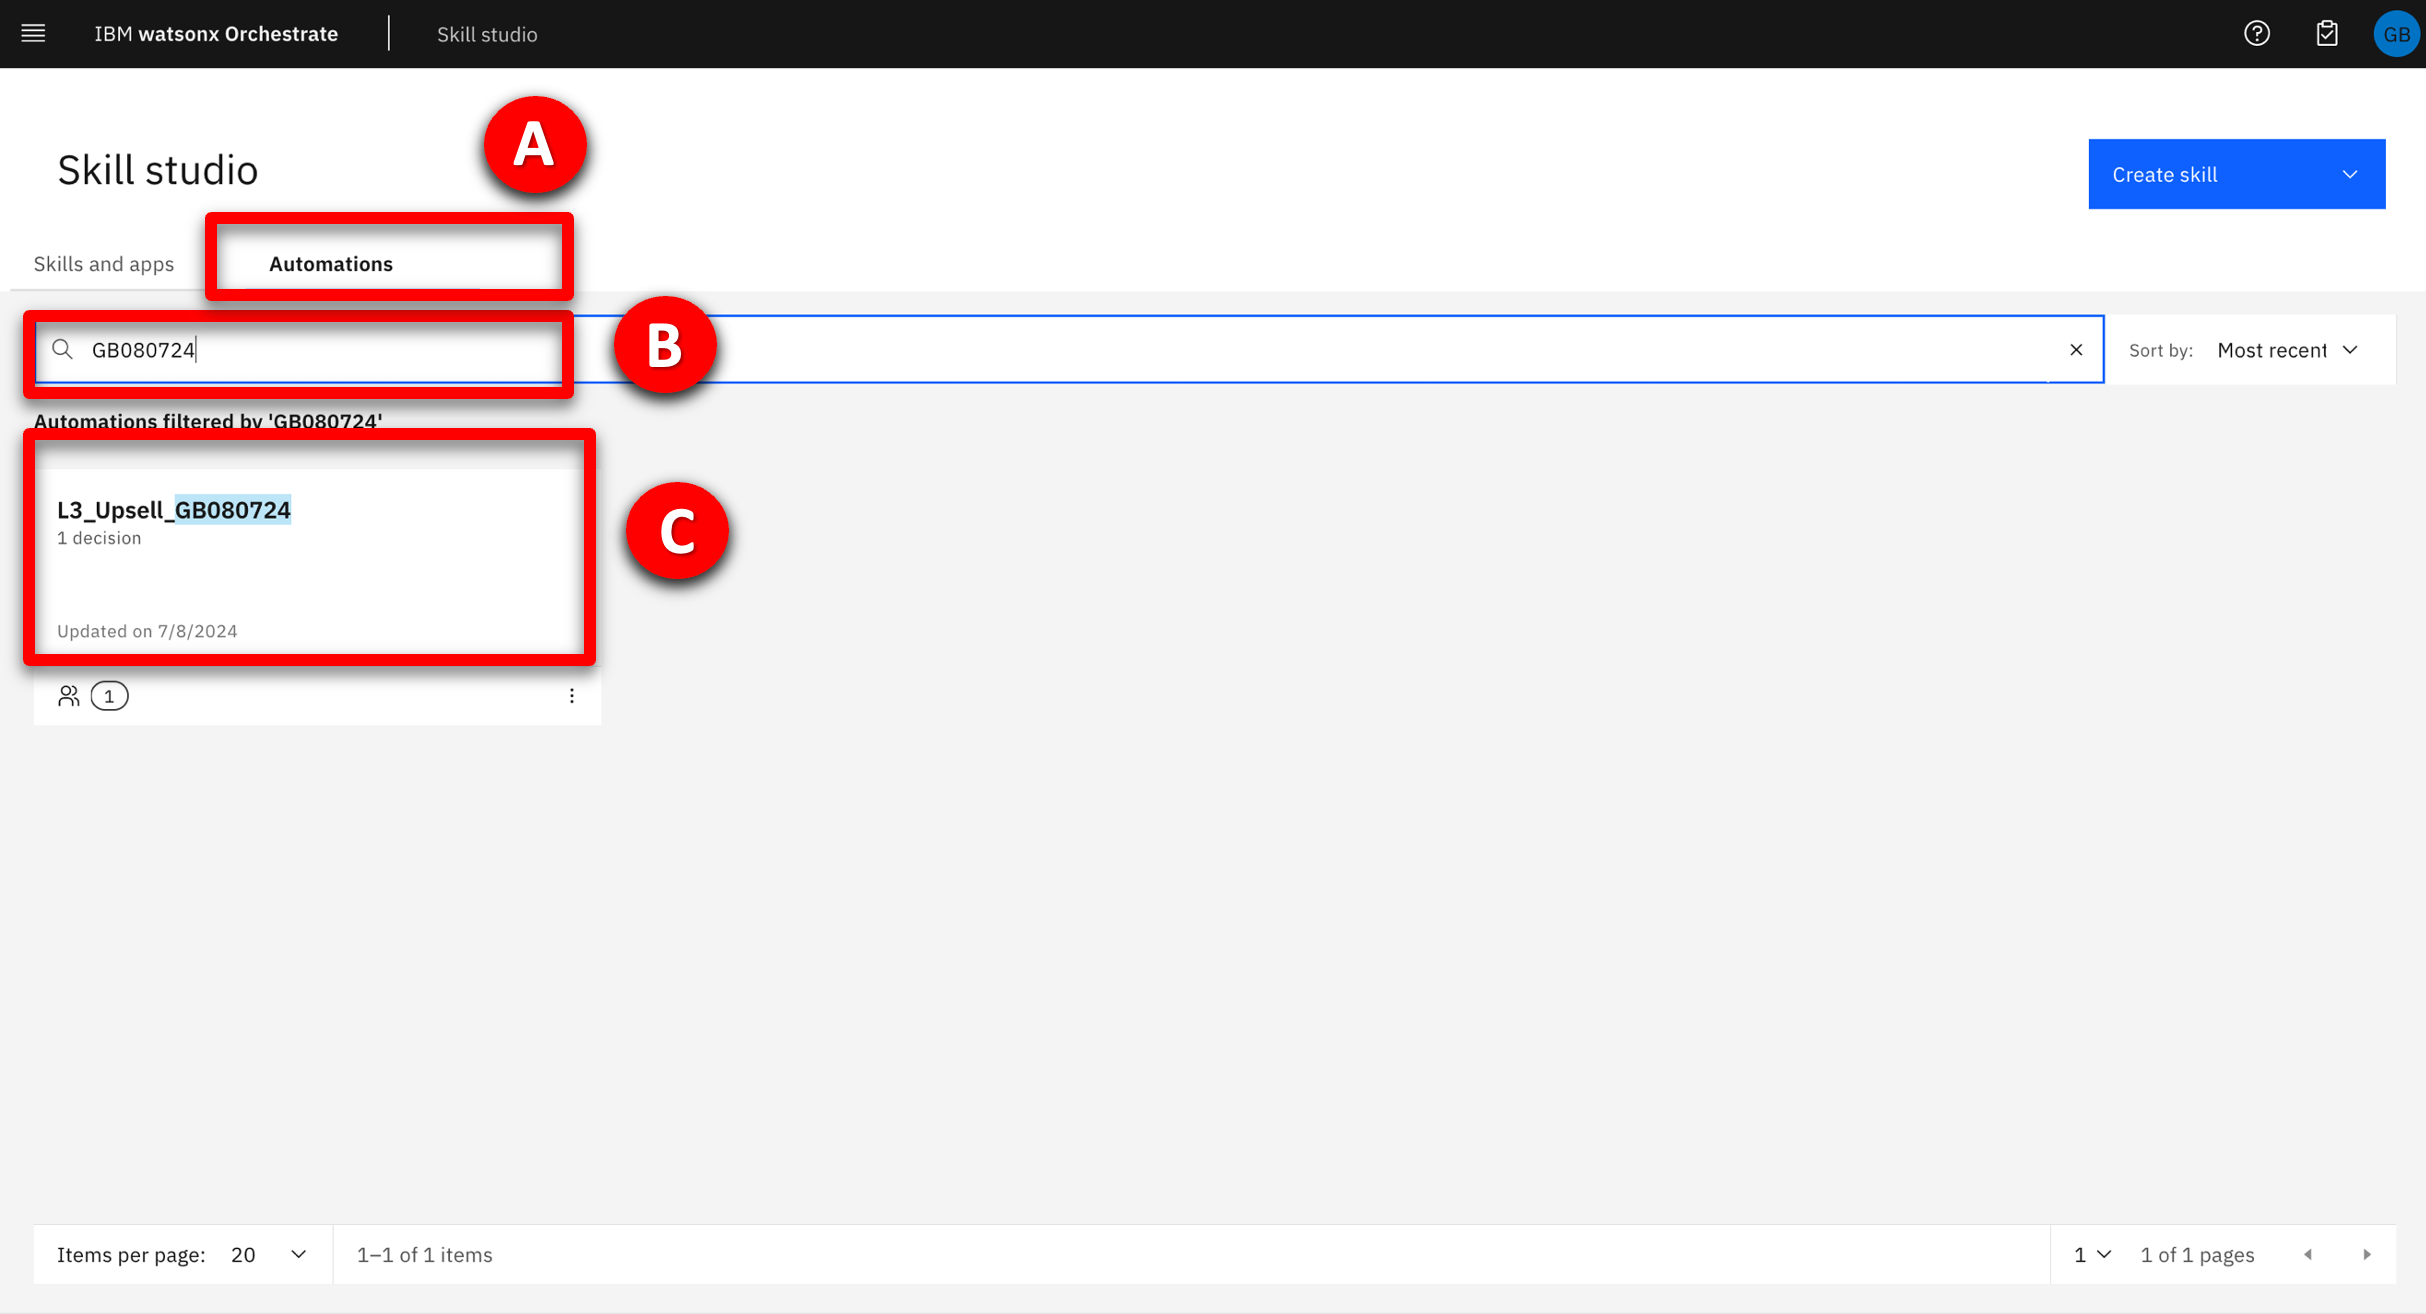 IBM watsonx Orchestrate Skill studio GB
A
Skill studio
Create skill
Skills and apps Automations
B
GB080724 Sort by: Most recent
Automations filtered by 'GB080724'
C
L3_Upsell_GB080724
1 decision
Updated on 7/8/2024
1
Items per page: 20 1–1 of 1 items 1 1 of 1 pages